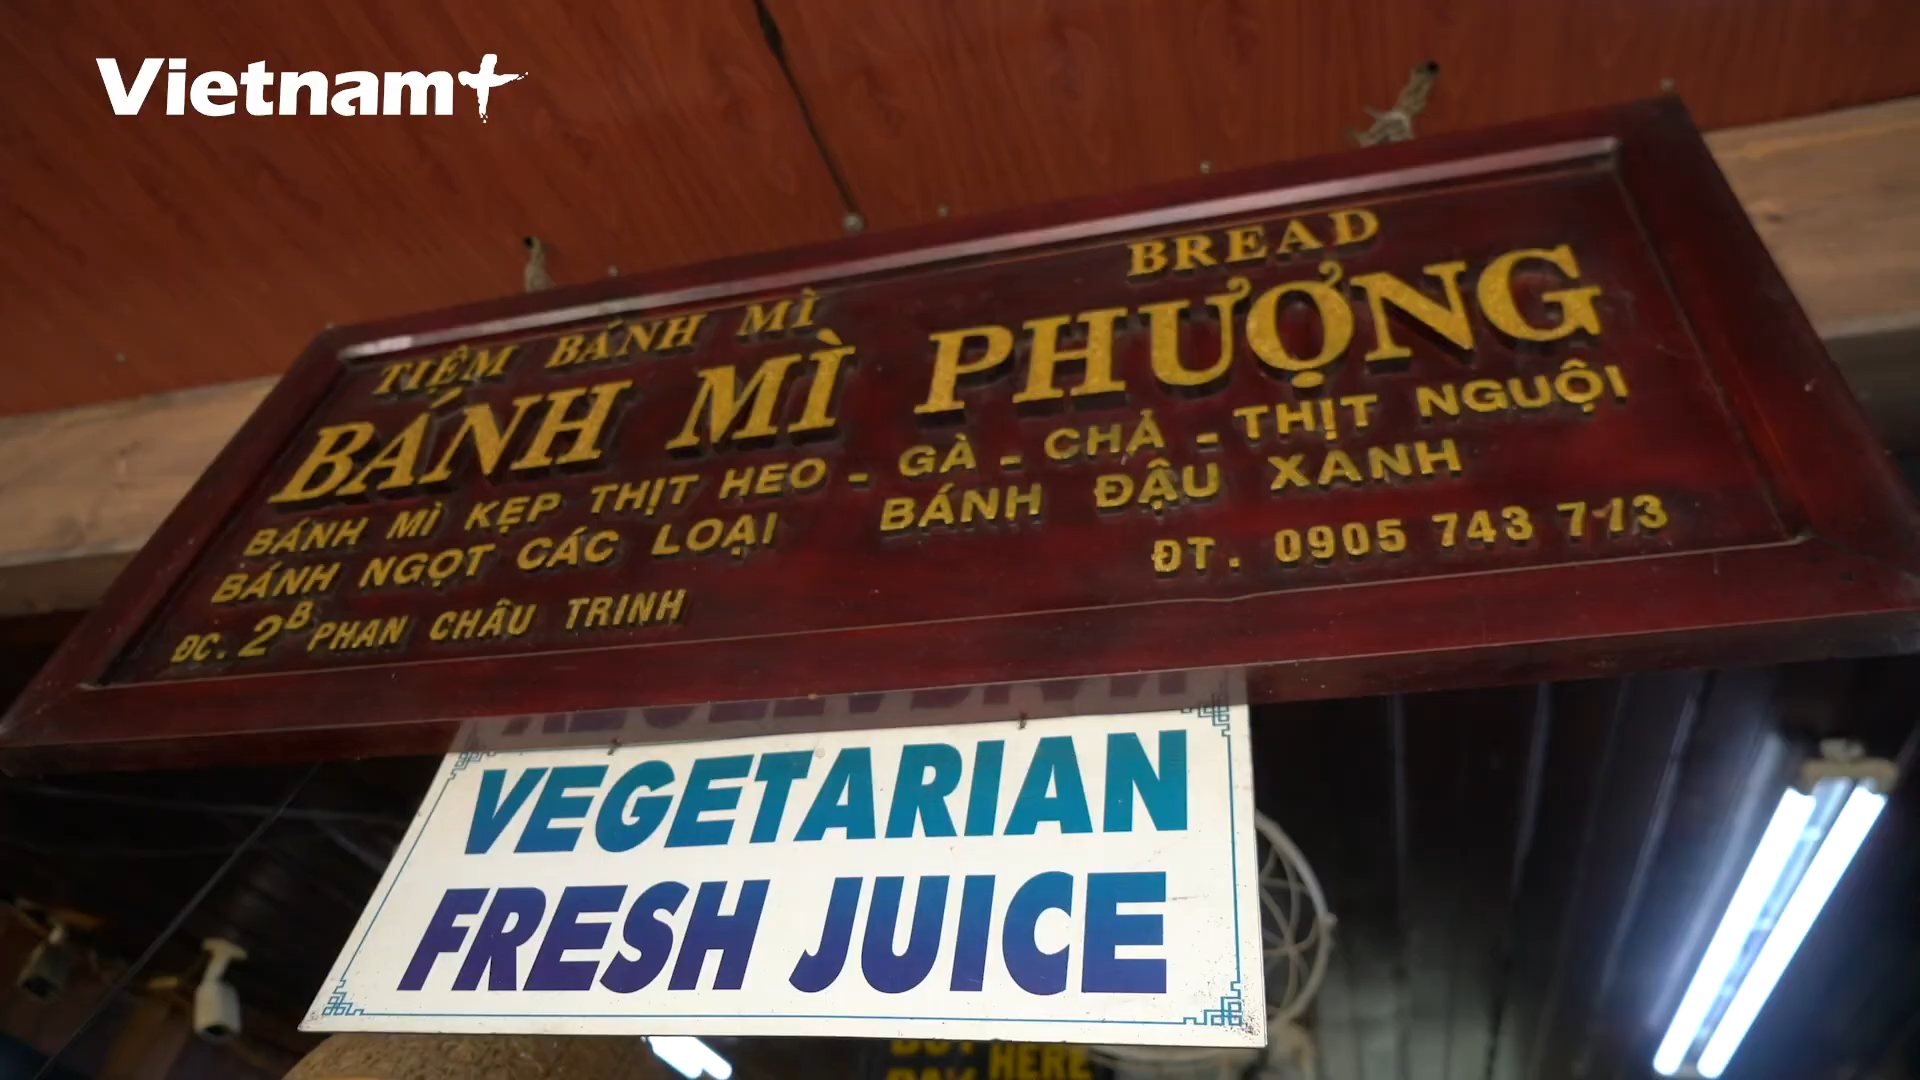 Vietnam+
BREAD
TIỆM BÁNH MÌ
BÁNH MÌ PHƯỢNG
BÁNH MÌ KẸP THỊT HEO - GÀ - CHẢ - THỊT NGUỘI
BÁNH NGỌT CÁC LOẠI BÁNH ĐẬU XANH
ĐC. 2B PHAN CHÂU TRINH ĐT. 0905 743 773
VEGETARIAN
FRESH JUICE
HERE